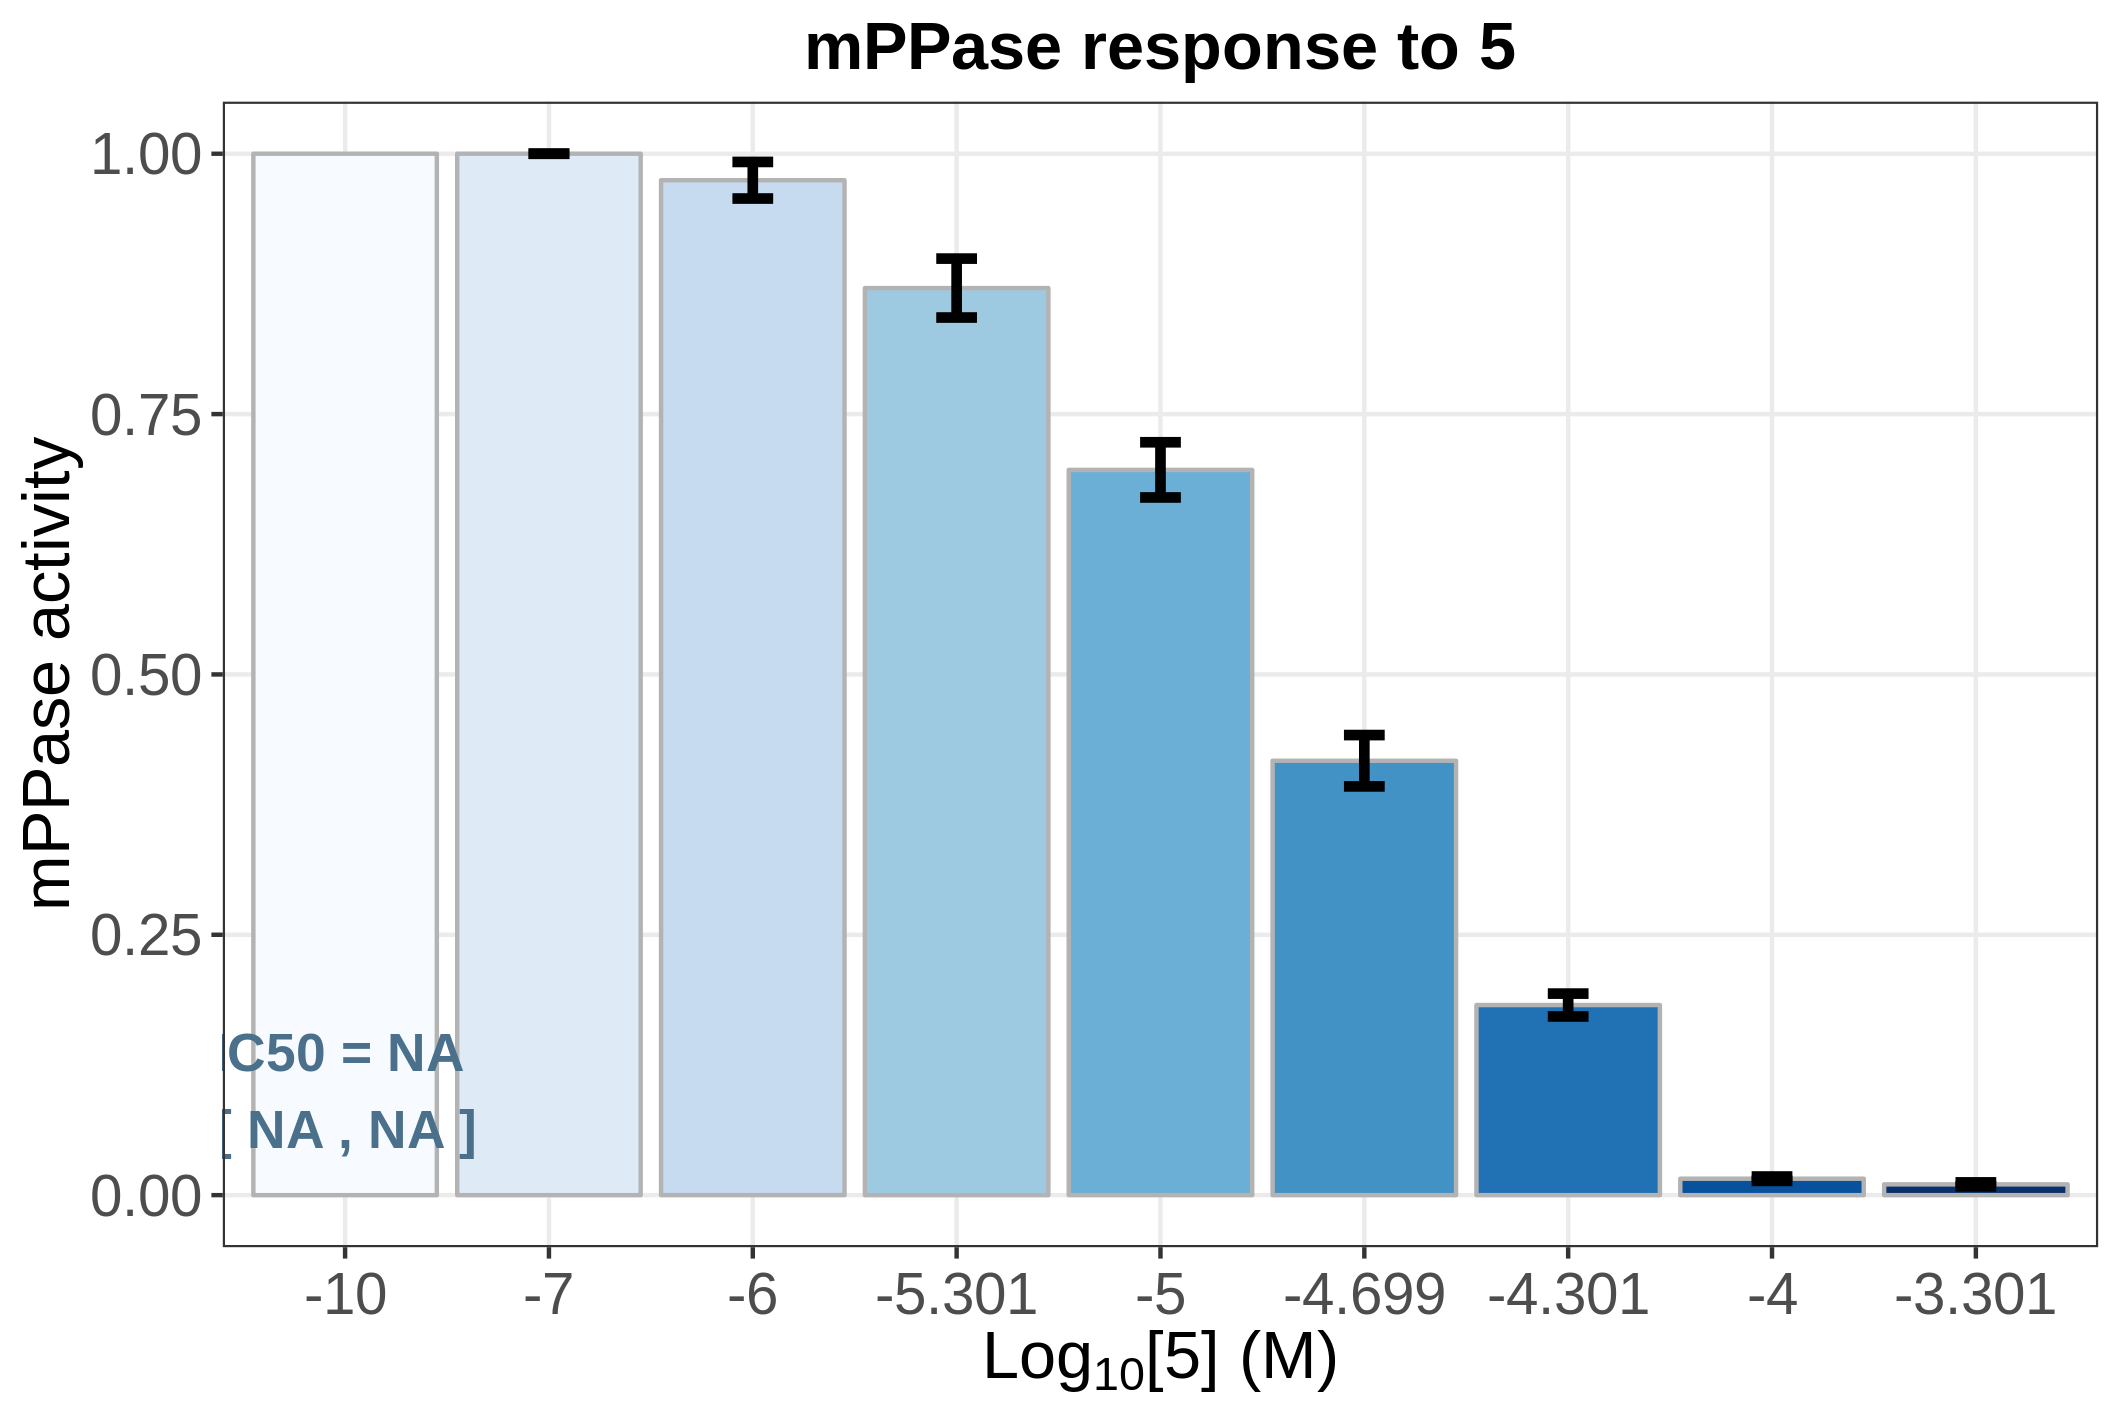 mPPase response to 5
mPPase activity
1.00
0.75
0.50
0.25
0.00
IC50 = NA
[ NA , NA ]
-10 -7 -6 -5.301 -5 -4.699 -4.301 -4 -3.301
Log10[5] (M)